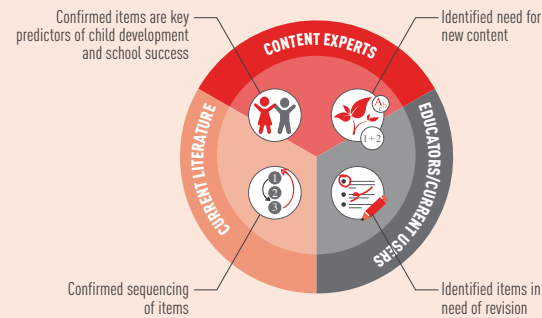 Confirmed items are key
predictors of child development
and school success
Identified need for
new content
CONTENT EXPERTS
CURRENT LITERATURE
EDUCATORS/CURRENT USERS
A
b
c
1+2
1
2
3
Confirmed sequencing
of items
Identified items in
need of revision